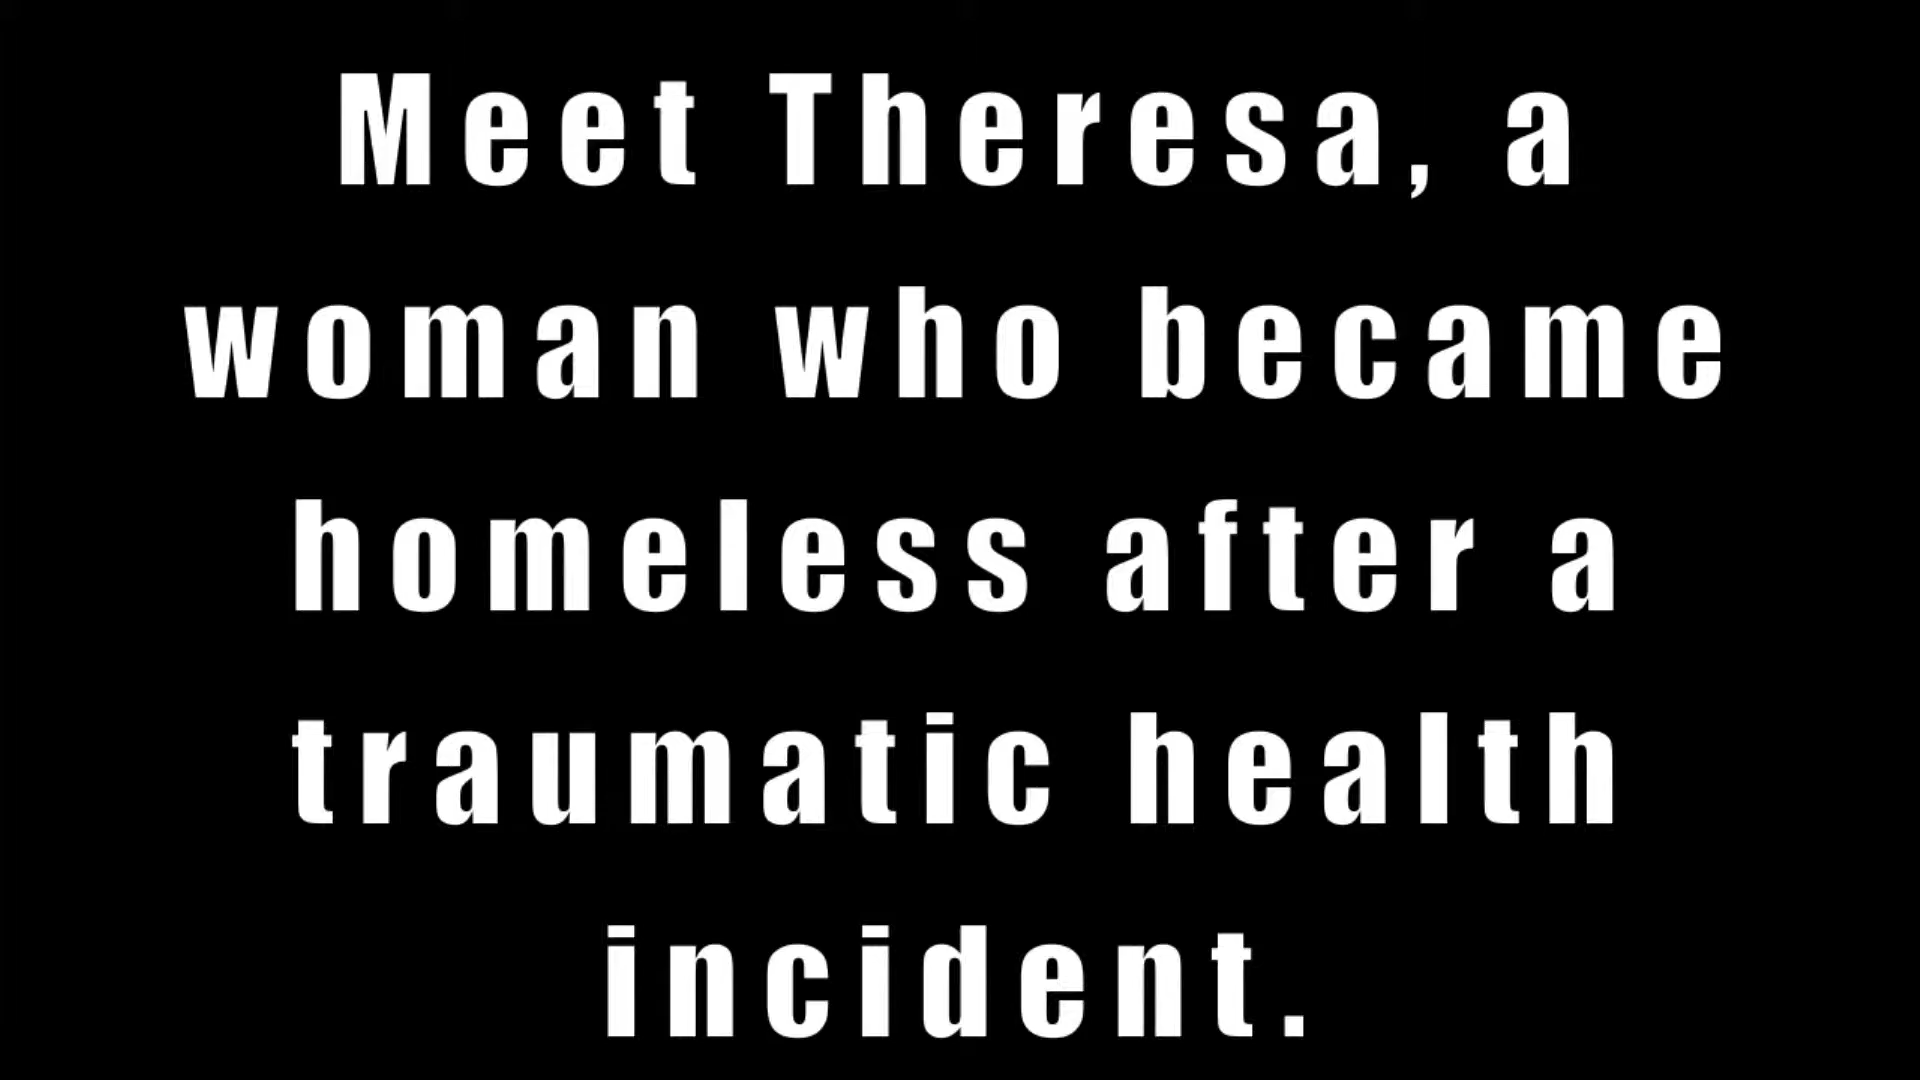 Meet Theresa, a
woman who became
homeless after a
traumatic health
incident.